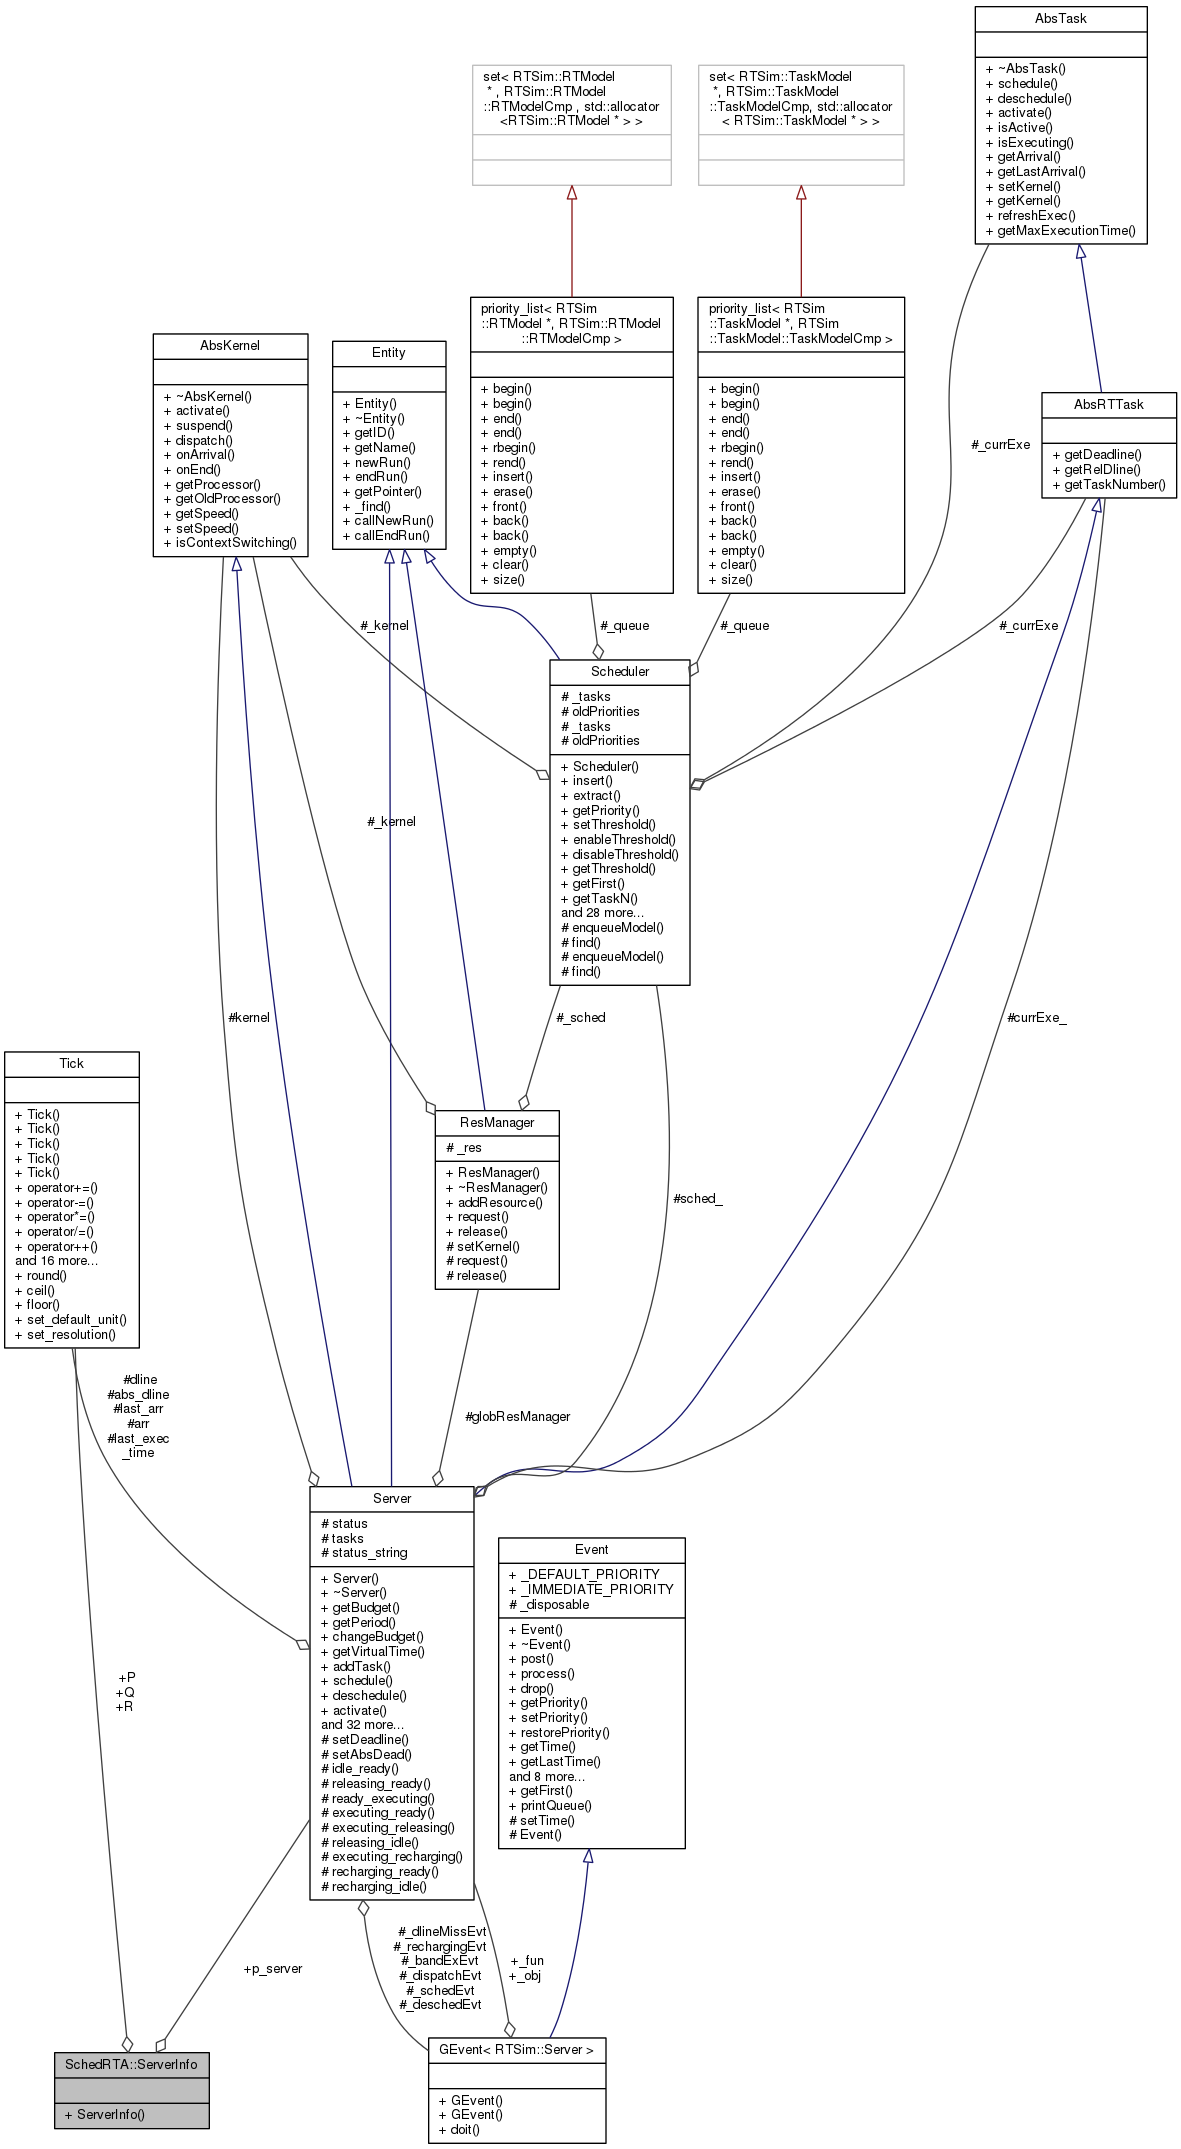 AbsTask
+ ~AbsTask()
+ schedule()
+ deschedule()
+ activate()
+ isActive()
+ isExecuting()
+ getArrival()
+ getLastArrival()
+ setKernel()
+ getKernel()
+ refreshExec()
+ getMaxExecutionTime()
set< RTSim::RTModel
* , RTSim::RTModel
::RTModelCmp , std::allocator
<RTSim::RTModel * > >
set< RTSim::TaskModel
*, RTSim::TaskModel
::TaskModelCmp, std::allocator
< RTSim::TaskModel * > >
priority_list< RTSim
::RTModel *, RTSim::RTModel
::RTModelCmp >
+ begin()
+ begin()
+ end()
+ end()
+ rbegin()
+ rend()
+ insert()
+ erase()
+ front()
+ back()
+ back()
+ empty()
+ clear()
+ size()
priority_list< RTSim
::TaskModel *, RTSim
::TaskModel::TaskModelCmp >
+ begin()
+ begin()
+ end()
+ end()
+ rbegin()
+ rend()
+ insert()
+ erase()
+ front()
+ back()
+ back()
+ empty()
+ clear()
+ size()
AbsKernel
+ ~AbsKernel()
+ activate()
+ suspend()
+ dispatch()
+ onArrival()
+ onEnd()
+ getProcessor()
+ getOldProcessor()
+ getSpeed()
+ setSpeed()
+ isContextSwitching()
Entity
+ Entity()
+ ~Entity()
+ getID()
+ getName()
+ newRun()
+ endRun()
+ getPointer()
+ _find()
+ callNewRun()
+ callEndRun()
AbsRTTask
+ getDeadline()
+ getRelDline()
+ getTaskNumber()
#_currExe
#_kernel
#_queue
#_queue
#_currExe
Scheduler
# _tasks
# oldPriorities
# _tasks
# oldPriorities
+ Scheduler()
+ insert()
+ extract()
+ getPriority()
+ setThreshold()
+ enableThreshold()
+ disableThreshold()
+ getThreshold()
+ getFirst()
+ getTaskN()
and 28 more...
# enqueueModel()
# find()
# enqueueModel()
# find()
#_kernel
#kernel
#_sched
#currExe_
Tick
+ Tick()
+ Tick()
+ Tick()
+ Tick()
+ Tick()
+ operator+=()
+ operator-=()
+ operator*=()
+ operator/=()
+ operator++()
and 16 more...
+ round()
+ ceil()
+ floor()
+ set_default_unit()
+ set_resolution()
ResManager
# _res
+ ResManager()
+ ~ResManager()
+ addResource()
+ request()
+ release()
# setKernel()
# request()
# release()
#sched_
#dline
#abs_dline
#last_arr
#arr
#last_exec
_time
#globResManager
Server
# status
# tasks
# status_string
+ Server()
+ ~Server()
+ getBudget()
+ getPeriod()
+ changeBudget()
+ getVirtualTime()
+ addTask()
+ schedule()
+ deschedule()
+ activate()
and 32 more...
# setDeadline()
# setAbsDead()
# idle_ready()
# releasing_ready()
# ready_executing()
# executing_ready()
# executing_releasing()
# releasing_idle()
# executing_recharging()
# recharging_ready()
# recharging_idle()
Event
+ _DEFAULT_PRIORITY
+ _IMMEDIATE_PRIORITY
# _disposable
+ Event()
+ ~Event()
+ post()
+ process()
+ drop()
+ getPriority()
+ setPriority()
+ restorePriority()
+ getTime()
+ getLastTime()
and 8 more...
+ getFirst()
+ printQueue()
# setTime()
# Event()
+P
+Q
+R
+p_server
#_dlineMissEvt
#_rechargingEvt
#_bandExEvt
#_dispatchEvt
#_schedEvt
#_deschedEvt
+_fun
+_obj
SchedRTA::ServerInfo
+ ServerInfo()
GEvent< RTSim::Server >
+ GEvent()
+ GEvent()
+ doit()